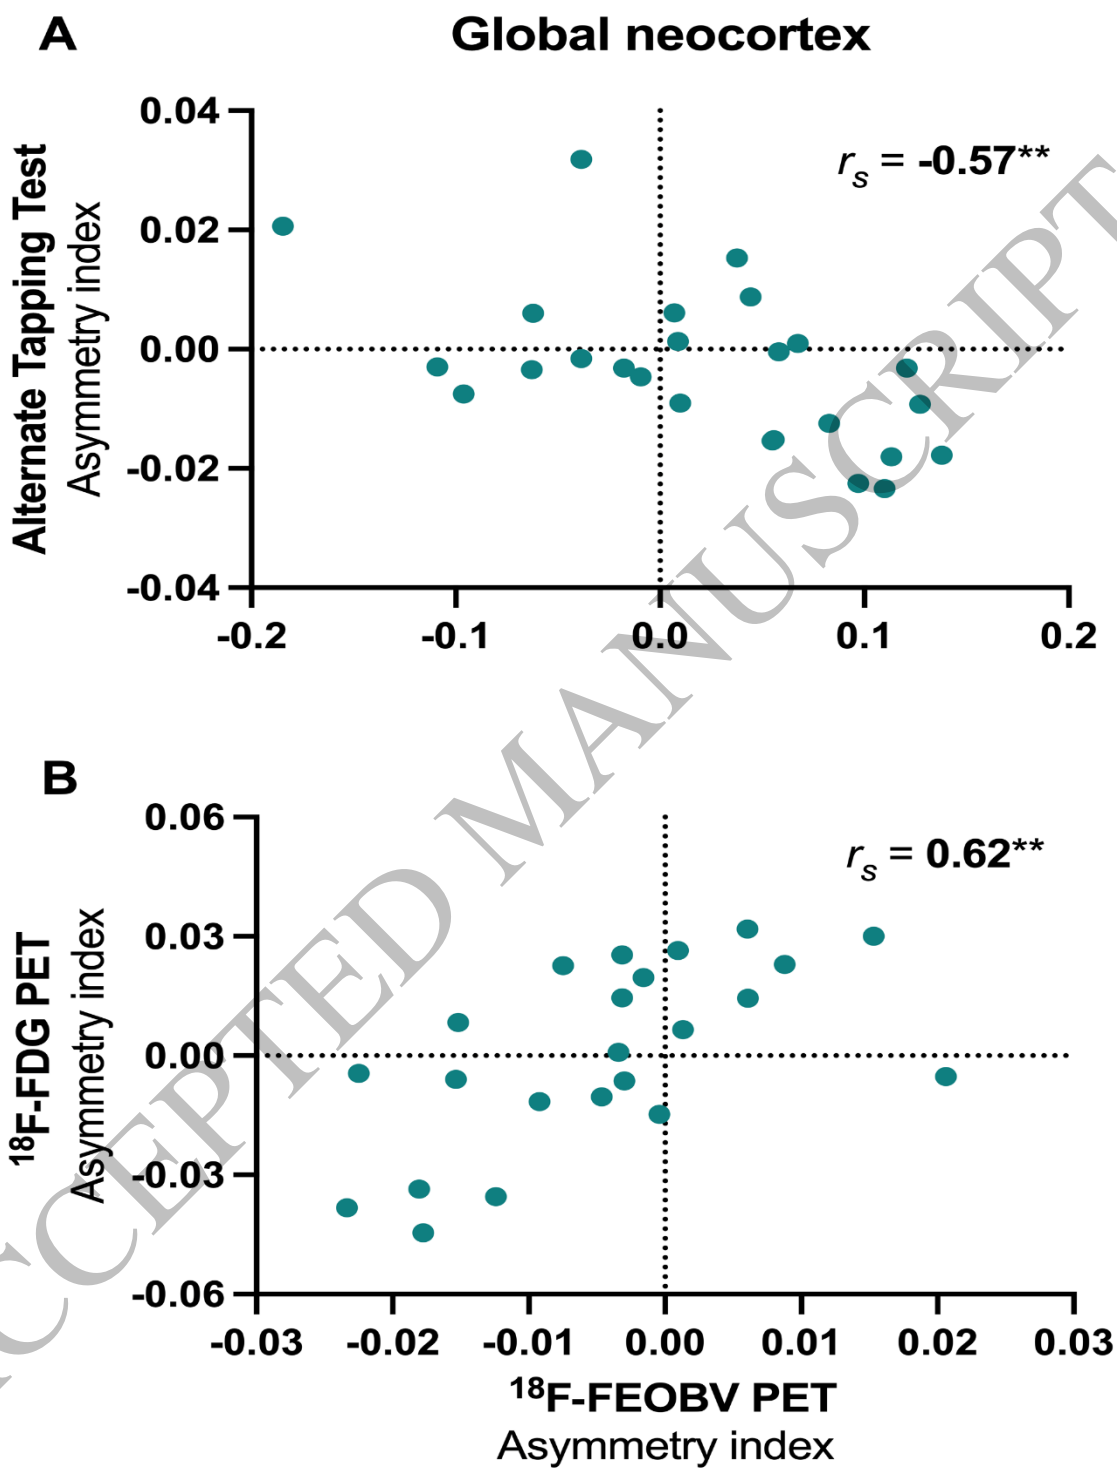 A
Global neocortex
Alternate Tapping Test
Asymmetry index
0.04
0.02
0.00
-0.02
-0.04
rs = -0.57**
-0.2 -0.1 0.0 0.1 0.2
B
18F-FDG PET
Asymmetry index
0.06
0.03
0.00
-0.03
-0.06
rs = 0.62**
-0.03 -0.02 -0.01 0.00 0.01 0.02 0.03
18F-FEOBV PET
Asymmetry index
CCEPTED MANUSCRIPT